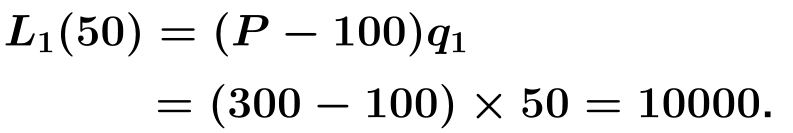 L₁(50) = (P − 100)q₁
= (300 − 100) × 50 = 10000.